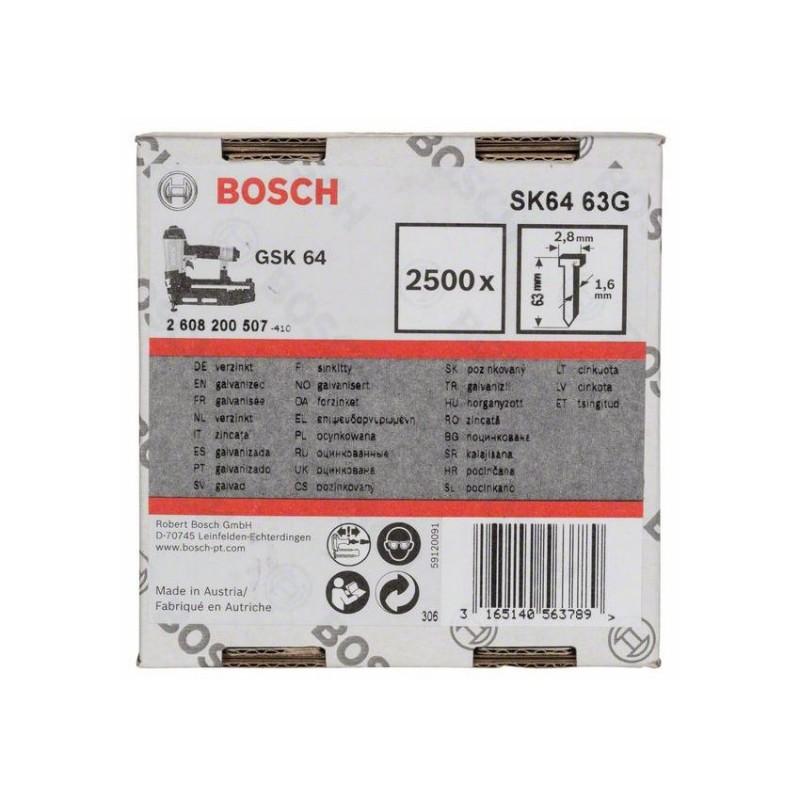 BOSCH
SK64 63G
GSK 64
2500 x
2,8 mm
63 mm
1,6 mm
2 608 200 507 -410
DE verzinkt
EN galvanized
FR galvanisée
NL verzinkt
IT zincata
ES galvanizada
PT galvanizado
SV galvad
FI sinkitty
NO galvanisert
DA forzinket
EL επιψευδαργυρωμένη
PL ocynkowana
RU оцинкованные
UK оцинкована
CS pozinkovaný
SK pozinkovaný
TR galvanizli
HU horganyzott
RO zincată
BG поцинкована
SR kalajisana
HR pocinčana
SL pocinkano
LT cinkuota
LV cinkota
ET tsingitud
Robert Bosch GmbH
D-70745 Leinfelden-Echterdingen
www.bosch-pt.com
Made in Austria/
Fabriqué en Autriche
59120091
306
3 165140 563789 >